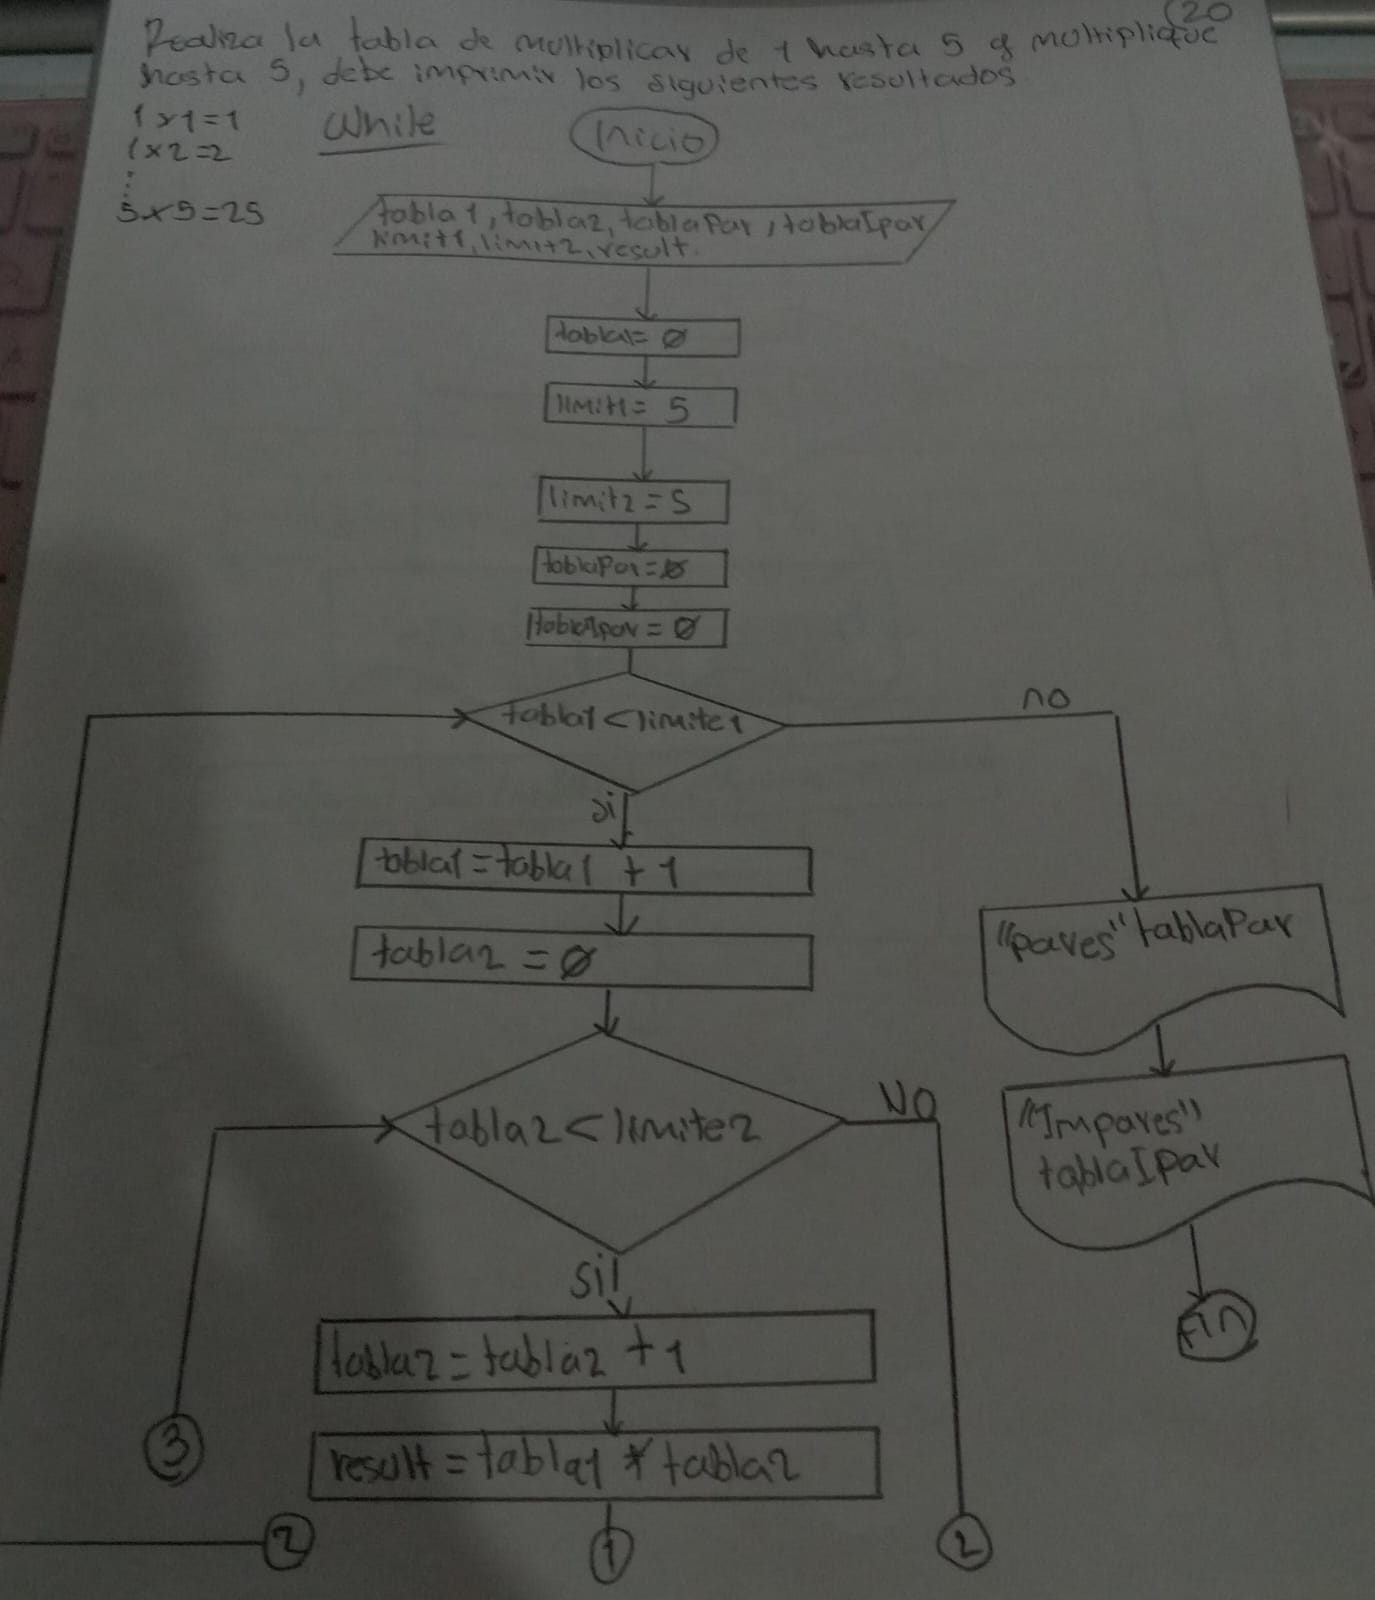 (20
Realiza la tabla de multiplicar de 1 hasta 5 y multiplique
hasta 5, debe imprimir los siguientes resultados
1x1=1
1x2=2
⋮
5x5=25
While
Inicio
tabla1, tabla2, tablaPar, tablaIpar
limit1, limit2, result.
tabla1= Ø
limit1= 5
limit2 = 5
tablaPar = Ø
tablaIpar = Ø
tabla1 < limite1
no
si
tabla1 = tabla1 + 1
tabla2 = Ø
"pares" tablaPar
tabla2 < limite2
NO
"Impares"
tablaIpar
si
Fin
tabla2 = tabla2 + 1
result = tabla1 * tabla2
3
2
1
2